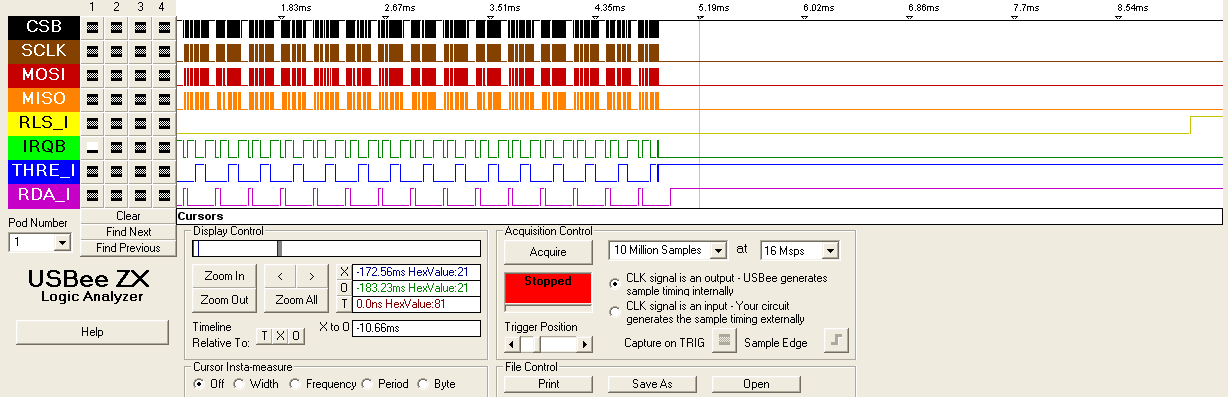 1 2 3 4
1.83ms 2.67ms 3.51ms 4.35ms 5.19ms 6.02ms 6.86ms 7.7ms 8.54ms
CSB
SCLK
MOSI
MISO
RLS_I
IRQB
THRE_I
RDA_I
Clear
Cursors
Pod Number
Find Next
1
Find Previous
Display Control
Acquisition Control
Zoom In
<
>
X
-172.56ms HexValue:21
Acquire
10 Million Samples
at
16 Msps
Zoom Out
Zoom All
O
-183.23ms HexValue:21
T
0.0ns HexValue:81
Stopped
CLK signal is an output - USBee generates
sample timing internally
CLK signal is an input - Your circuit
generates the sample timing externally
USBee ZX
Logic Analyzer
Timeline
Relative To:
T X O
X to O
-10.66ms
Trigger Position
Capture on TRIG
Sample Edge
Help
Cursor Insta-measure
Off Width Frequency Period Byte
File Control
Print
Save As
Open